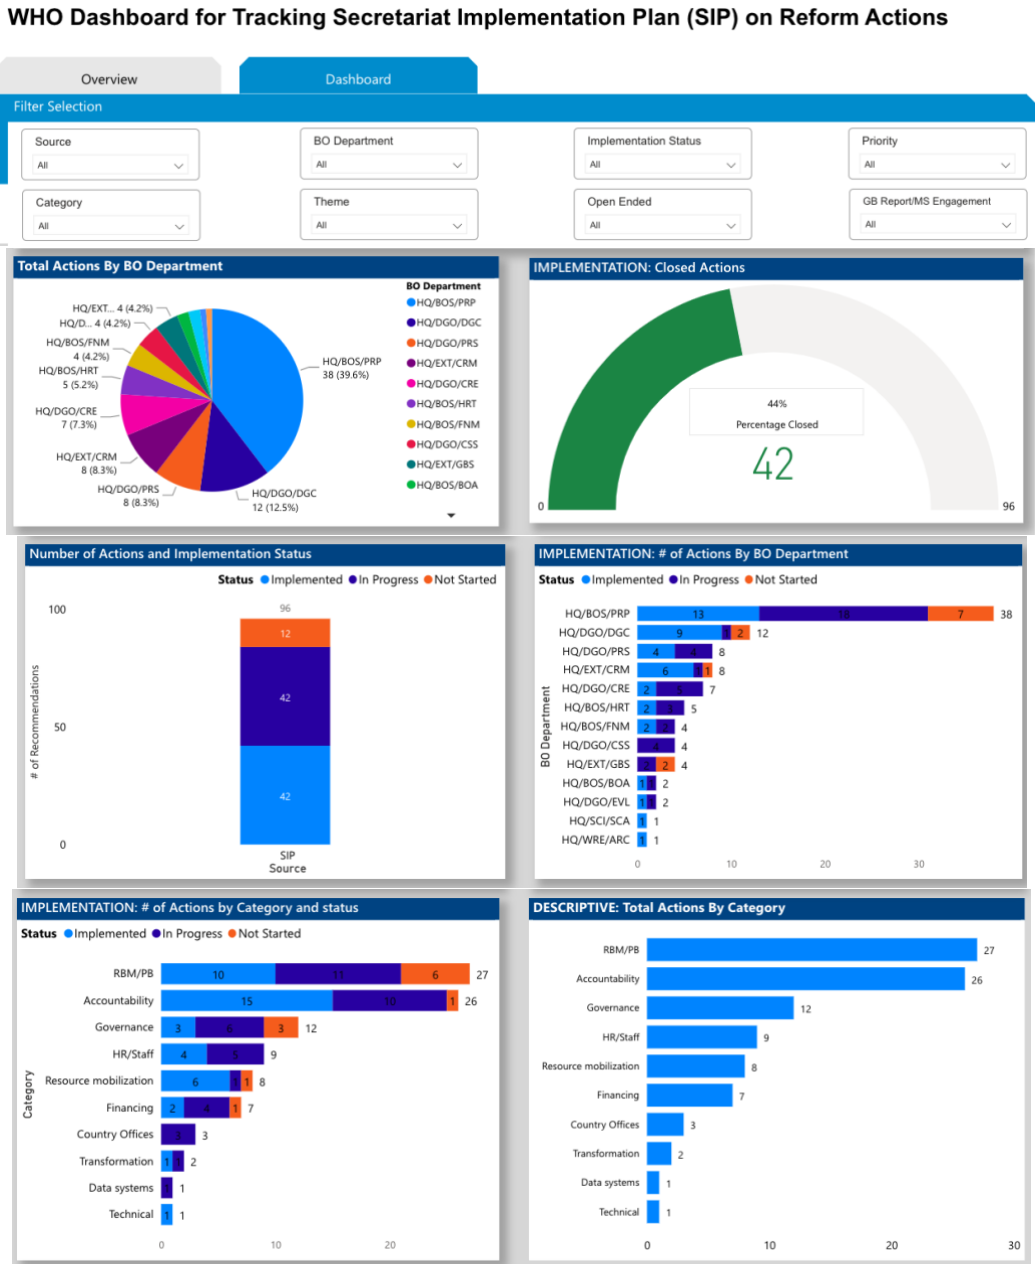 WHO Dashboard for Tracking Secretariat Implementation Plan (SIP) on Reform Actions
Overview
Dashboard
Filter Selection
Source
All
BO Department
All
Implementation Status
All
Priority
All
Category
All
Theme
All
Open Ended
All
GB Report/MS Engagement
All
Total Actions By BO Department
HQ/EXT... 4 (4.2%)
HQ/D... 4 (4.2%)
HQ/BOS/FNM
4 (4.2%)
HQ/BOS/HRT
5 (5.2%)
HQ/DGO/CRE
7 (7.3%)
HQ/EXT/CRM
8 (8.3%)
HQ/DGO/PRS
8 (8.3%)
HQ/DGO/DGC
12 (12.5%)
HQ/BOS/PRP
38 (39.6%)
BO Department
HQ/BOS/PRP
HQ/DGO/DGC
HQ/DGO/PRS
HQ/EXT/CRM
HQ/DGO/CRE
HQ/BOS/HRT
HQ/BOS/FNM
HQ/DGO/CSS
HQ/EXT/GBS
HQ/BOS/BOA
IMPLEMENTATION: Closed Actions
44%
Percentage Closed
42
0
96
Number of Actions and Implementation Status
Status Implemented In Progress Not Started
# of Recommendations
100
50
0
96
12
42
42
SIP
Source
IMPLEMENTATION: # of Actions By BO Department
Status Implemented In Progress Not Started
BO Department
HQ/BOS/PRP 13 18 7 38
HQ/DGO/DGC 9 1 2 12
HQ/DGO/PRS 4 4 8
HQ/EXT/CRM 6 1 1 8
HQ/DGO/CRE 2 5 7
HQ/BOS/HRT 2 3 5
HQ/BOS/FNM 2 2 4
HQ/DGO/CSS 4 4
HQ/EXT/GBS 2 2 4
HQ/BOS/BOA 1 1 2
HQ/DGO/EVL 1 1 2
HQ/SCI/SCA 1 1
HQ/WRE/ARC 1 1
0 10 20 30
IMPLEMENTATION: # of Actions by Category and status
Status Implemented In Progress Not Started
Category
RBM/PB 10 11 6 27
Accountability 15 10 1 26
Governance 3 6 3 12
HR/Staff 4 5 9
Resource mobilization 6 1 1 8
Financing 2 4 1 7
Country Offices 3 3
Transformation 1 1 2
Data systems 1 1
Technical 1 1
0 10 20
DESCRIPTIVE: Total Actions By Category
RBM/PB 27
Accountability 26
Governance 12
HR/Staff 9
Resource mobilization 8
Financing 7
Country Offices 3
Transformation 2
Data systems 1
Technical 1
0 10 20 30